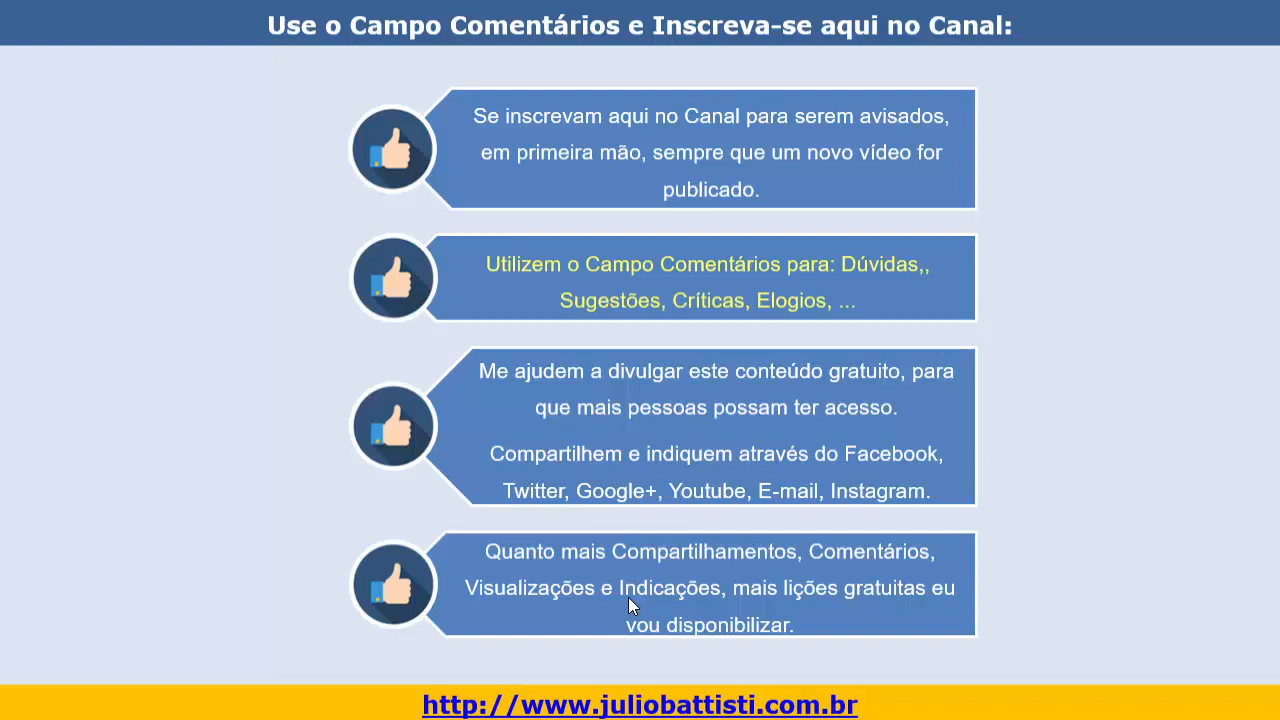 Use o Campo Comentários e Inscreva-se aqui no Canal:
Se inscrevam aqui no Canal para serem avisados,
em primeira mão, sempre que um novo vídeo for
publicado.
Utilizem o Campo Comentários para: Dúvidas,,
Sugestões, Críticas, Elogios, ...
Me ajudem a divulgar este conteúdo gratuito, para
que mais pessoas possam ter acesso.
Compartilhem e indiquem através do Facebook,
Twitter, Google+, Youtube, E-mail, Instagram.
Quanto mais Compartilhamentos, Comentários,
Visualizações e Indicações, mais lições gratuitas eu
vou disponibilizar.
http://www.juliobattisti.com.br